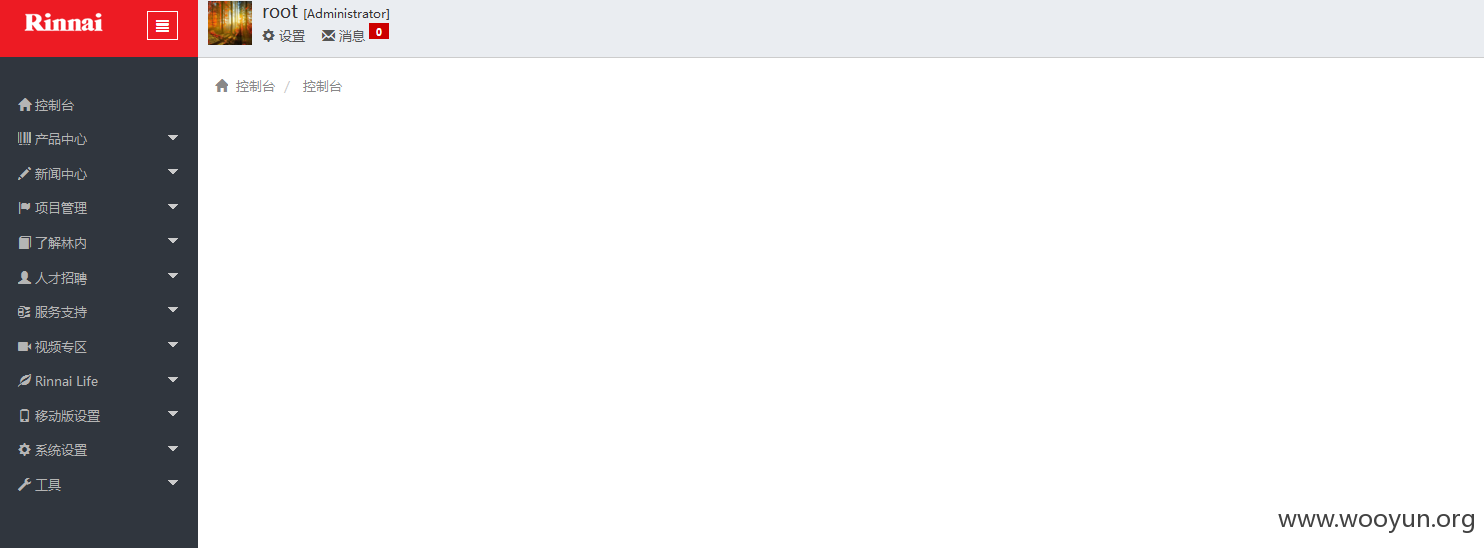 Rinnai
root [Administrator]
设置 消息 0
控制台 / 控制台
控制台
产品中心
新闻中心
项目管理
了解林内
人才招聘
服务支持
视频专区
Rinnai Life
移动版设置
系统设置
工具
www.wooyun.org